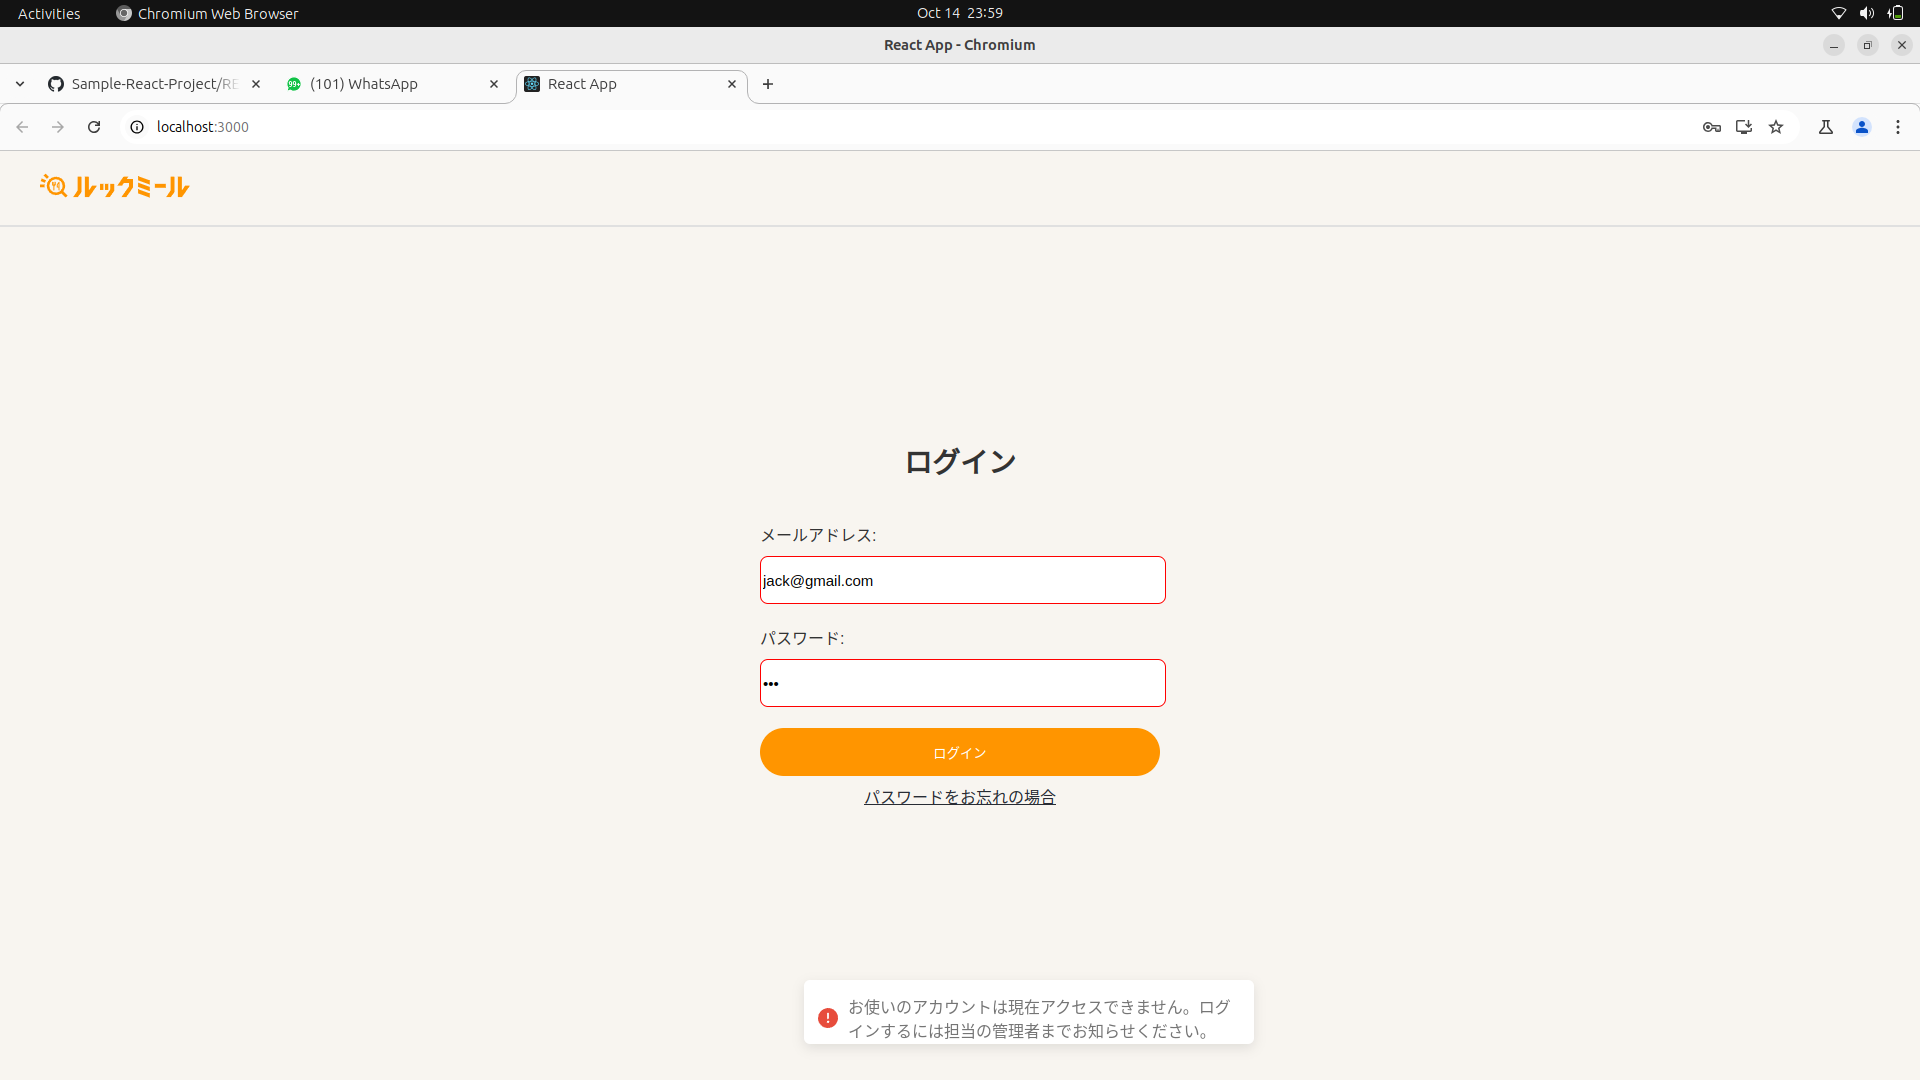 Activities
Chromium Web Browser
Oct 14 23:59
React App - Chromium
Sample-React-Project/RE
99+
(101) WhatsApp
React App
localhost:3000
ルックミール
ログイン
メールアドレス:
jack@gmail.com
パスワード:
•••
ログイン
パスワードをお忘れの場合
お使いのアカウントは現在アクセスできません。ログ
インするには担当の管理者までお知らせください。